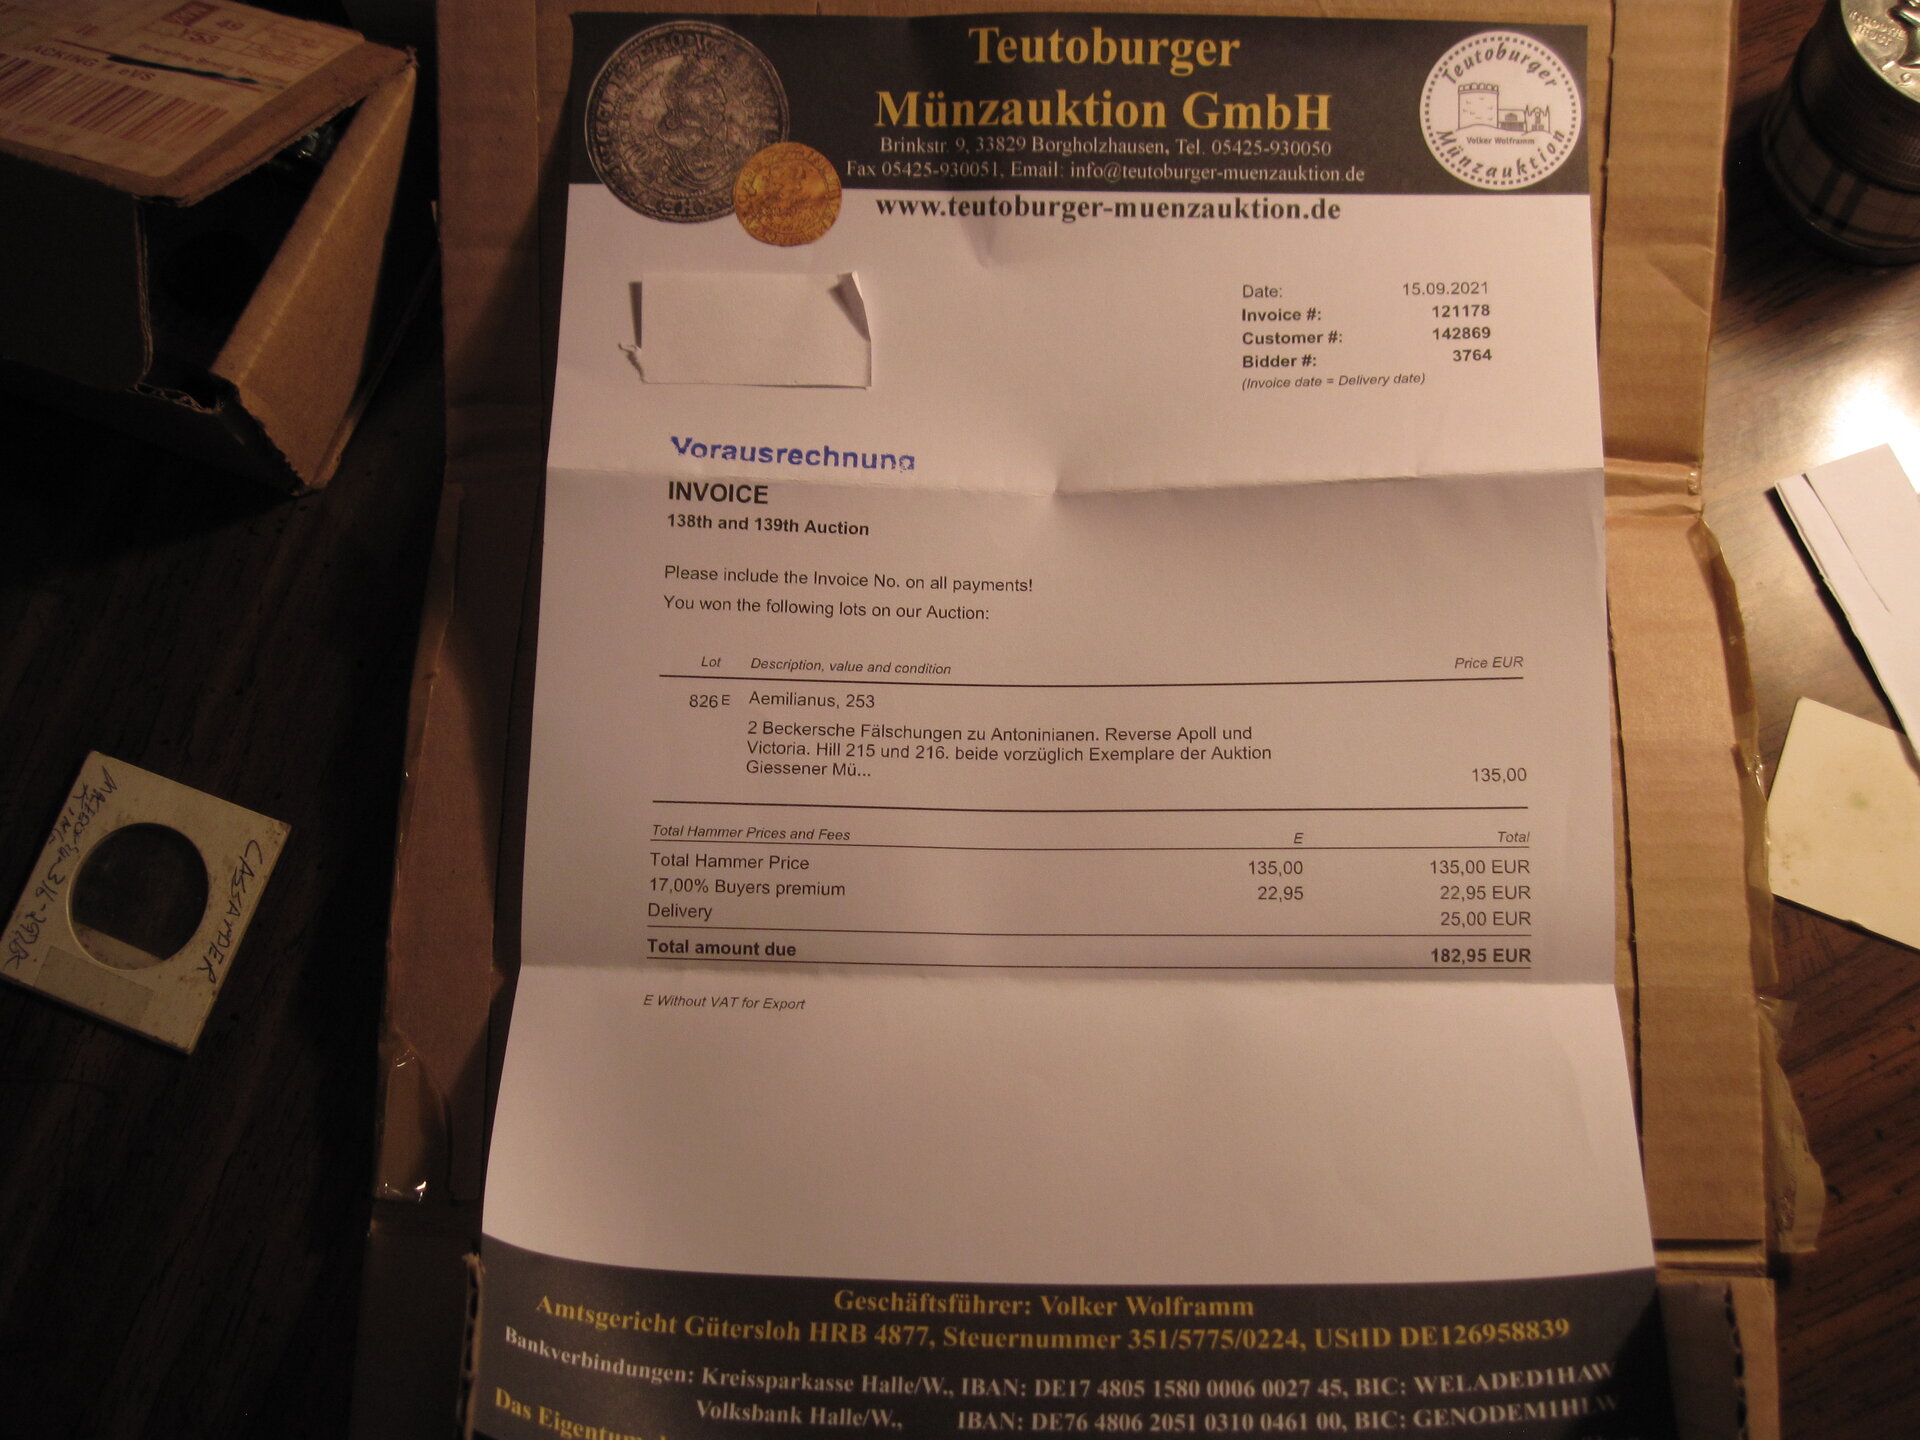 Teutoburger
Münzauktion GmbH
Brinkstr. 9, 33829 Borgholzhausen, Tel. 05425-930050
Fax 05425-930051, Email: info@teutoburger-muenzauktion.de
www.teutoburger-muenzauktion.de
Teutoburger
Volker Wolframm
Münzauktion
Date: 15.09.2021
Invoice #: 121178
Customer #: 142869
Bidder #: 3764
(Invoice date = Delivery date)
Vorausrechnung
INVOICE
138th and 139th Auction
Please include the Invoice No. on all payments!
You won the following lots on our Auction:
Lot Description, value and condition Price EUR
826 E Aemilianus, 253
2 Beckersche Fälschungen zu Antoninianen. Reverse Apoll und
Victoria. Hill 215 und 216. beide vorzüglich Exemplare der Auktion
Giessener Mü... 135,00
Total Hammer Prices and Fees E Total
Total Hammer Price 135,00 135,00 EUR
17,00% Buyers premium 22,95 22,95 EUR
Delivery 25,00 EUR
Total amount due 182,95 EUR
E Without VAT for Export
Geschäftsführer: Volker Wolframm
Amtsgericht Gütersloh HRB 4877, Steuernummer 351/5775/0224, UStID DE126958839
Bankverbindungen: Kreissparkasse Halle/W., IBAN: DE17 4805 1580 0006 0027 45, BIC: WELADED1HAW
Volksbank Halle/W., IBAN: DE76 4806 2051 0310 0461 00, BIC: GENODEM1HLW
Das Eigentum
CASSANDER